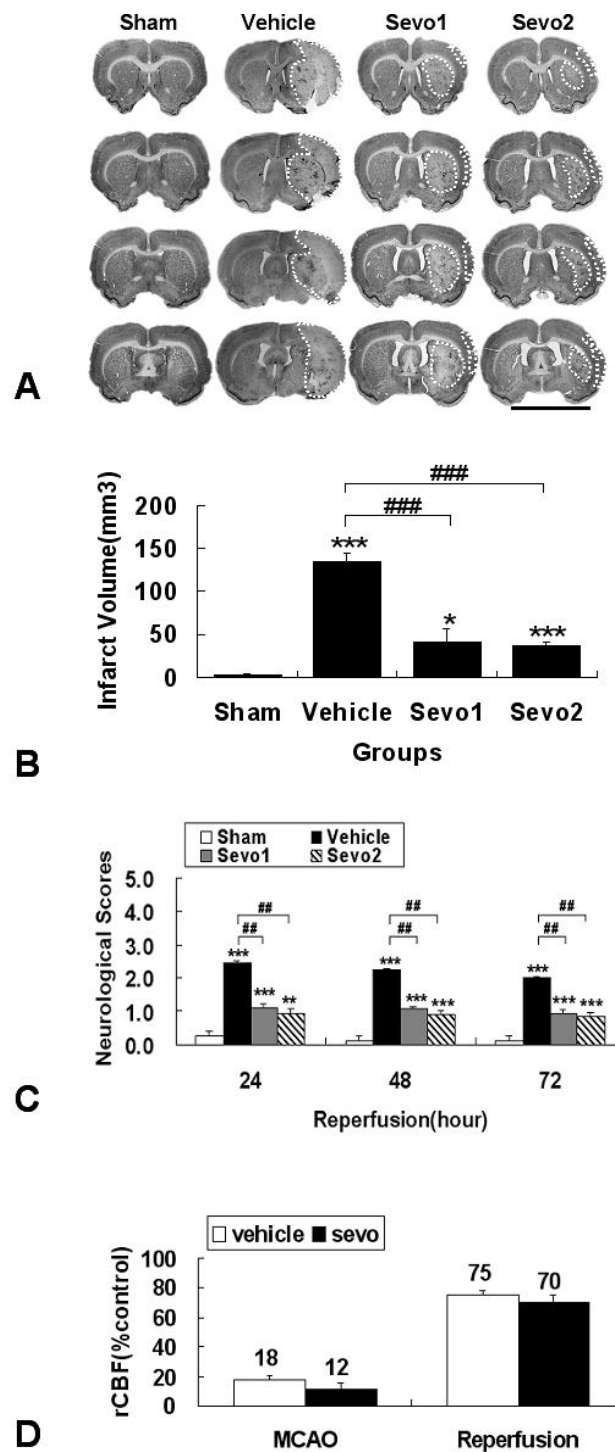 Sham Vehicle Sevo1 Sevo2
A
###
###
200
150
100
50
0
Infarct Volume(mm3)
***
*
***
Sham Vehicle Sevo1 Sevo2
Groups
B
Sham Vehicle
Sevo1 Sevo2
5.0
4.0
3.0
2.0
1.0
0.0
Neurological Scores
## ## ##
## ## ##
*** *** ***
*** ** *** *** *** ***
24 48 72
Reperfusion(hour)
C
vehicle sevo
100
80
60
40
20
0
rCBF(%control)
18 12 75 70
MCAO Reperfusion
D